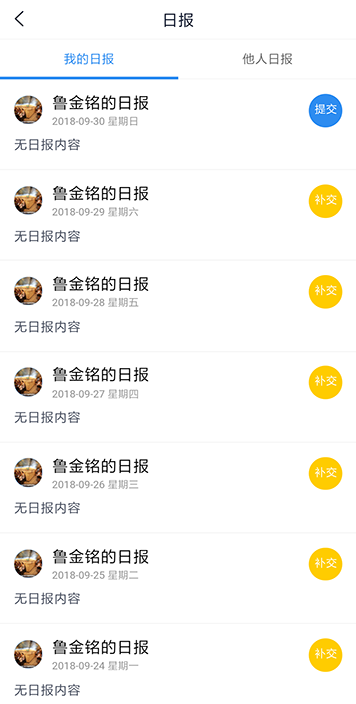 日报
我的日报 他人日报
鲁金铭的日报
提交
2018-09-30 星期日
无日报内容
鲁金铭的日报
补交
2018-09-29 星期六
无日报内容
鲁金铭的日报
补交
2018-09-28 星期五
无日报内容
鲁金铭的日报
补交
2018-09-27 星期四
无日报内容
鲁金铭的日报
补交
2018-09-26 星期三
无日报内容
鲁金铭的日报
补交
2018-09-25 星期二
无日报内容
鲁金铭的日报
补交
2018-09-24 星期一
无日报内容